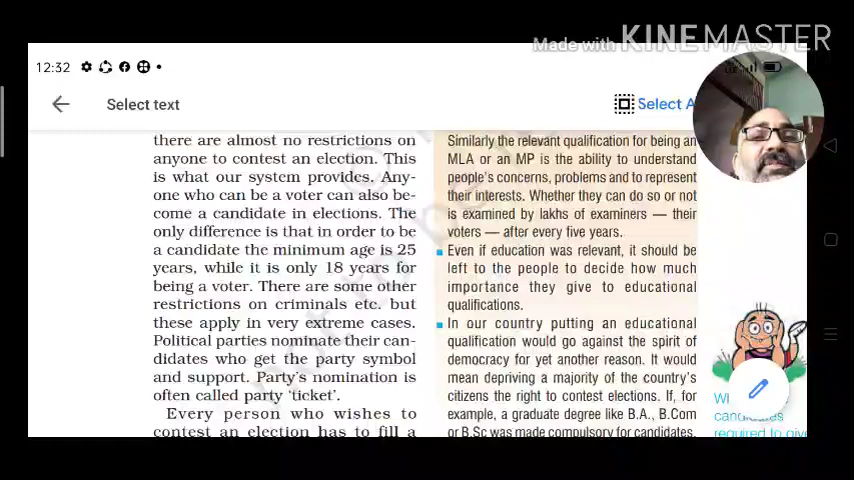 Made with KINEMASTER
12:32
Select text
Select A
there are almost no restrictions on
anyone to contest an election. This
is what our system provides. Any-
one who can be a voter can also be-
come a candidate in elections. The
only difference is that in order to be
a candidate the minimum age is 25
years, while it is only 18 years for
being a voter. There are some other
restrictions on criminals etc. but
these apply in very extreme cases.
Political parties nominate their can-
didates who get the party symbol
and support. Party's nomination is
often called party 'ticket'.
Every person who wishes to
contest an election has to fill a
Similarly the relevant qualification for being an
MLA or an MP is the ability to understand
people's concerns, problems and to represent
their interests. Whether they can do so or not
is examined by lakhs of examiners — their
voters — after every five years.
Even if education was relevant, it should be
left to the people to decide how much
importance they give to educational
qualifications.
In our country putting an educational
qualification would go against the spirit of
democracy for yet another reason. It would
mean depriving a majority of the country's
citizens the right to contest elections. If, for
example, a graduate degree like B.A., B.Com
or B.Sc was made compulsory for candidates,
candidates
required to give